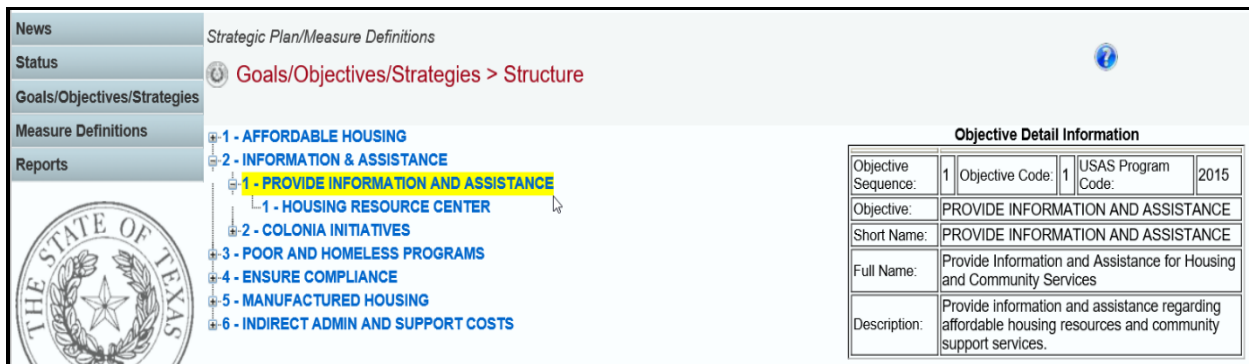 News
Status
Goals/Objectives/Strategies
Measure Definitions
Reports
THE STATE OF TEXAS
Strategic Plan/Measure Definitions
Goals/Objectives/Strategies > Structure
?
1 - AFFORDABLE HOUSING
2 - INFORMATION & ASSISTANCE
1 - PROVIDE INFORMATION AND ASSISTANCE
1 - HOUSING RESOURCE CENTER
2 - COLONIA INITIATIVES
3 - POOR AND HOMELESS PROGRAMS
4 - ENSURE COMPLIANCE
5 - MANUFACTURED HOUSING
6 - INDIRECT ADMIN AND SUPPORT COSTS
Objective Detail Information
Objective Sequence: 1 Objective Code: 1 USAS Program Code: 2015
Objective: PROVIDE INFORMATION AND ASSISTANCE
Short Name: PROVIDE INFORMATION AND ASSISTANCE
Full Name: Provide Information and Assistance for Housing
and Community Services
Description: Provide information and assistance regarding
affordable housing resources and community
support services.